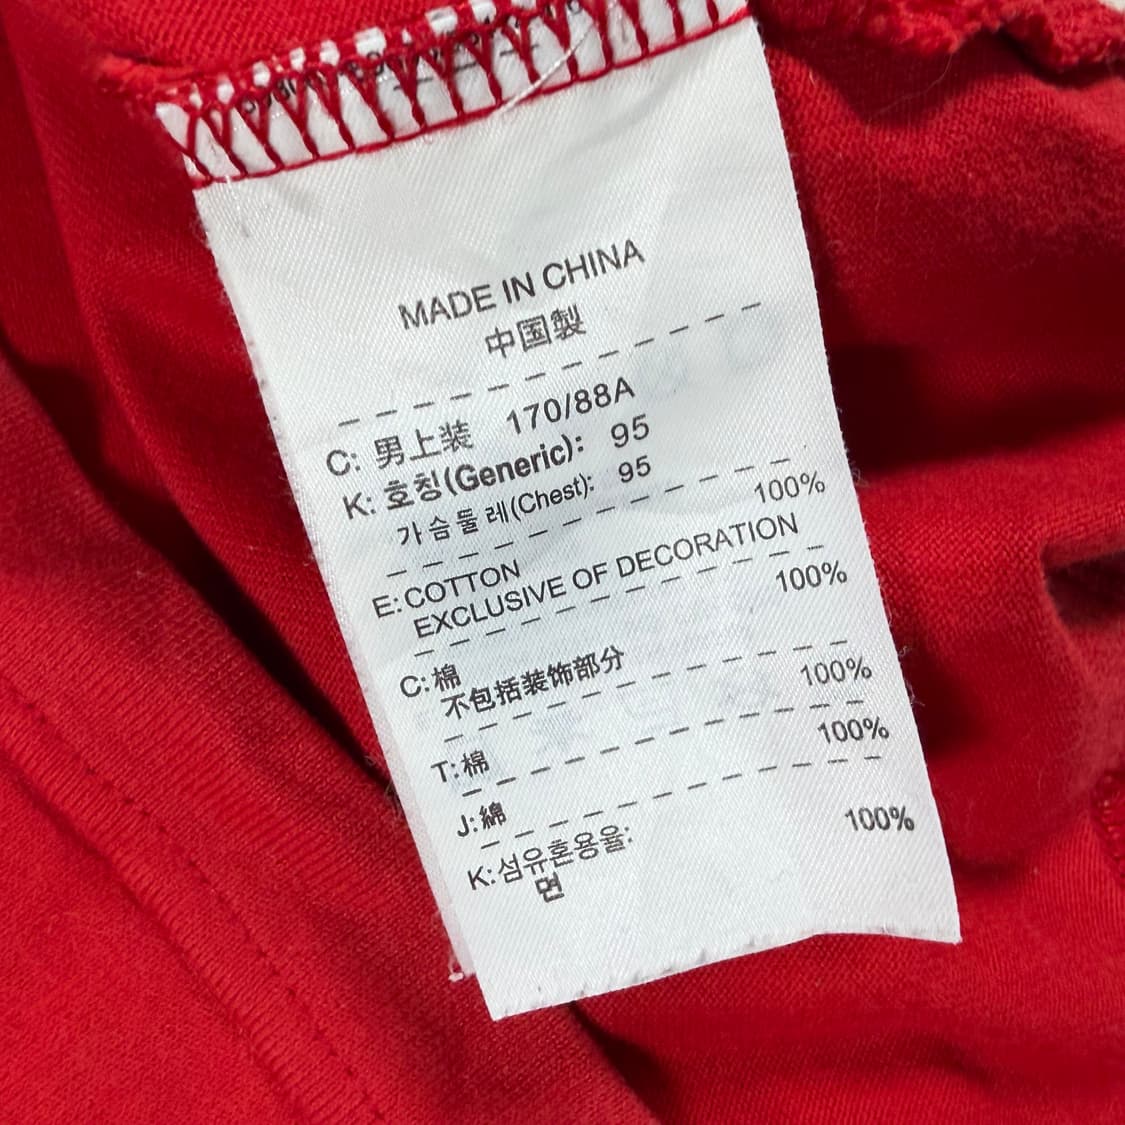 MADE IN CHINA
中国製
C: 男上装 170/88A
K: 호칭(Generic): 95
가슴둘레(Chest): 95
E: COTTON 100%
EXCLUSIVE OF DECORATION
C: 棉 100%
不包括装饰部分
T: 棉 100%
J: 綿 100%
K: 섬유혼용율:
면 100%